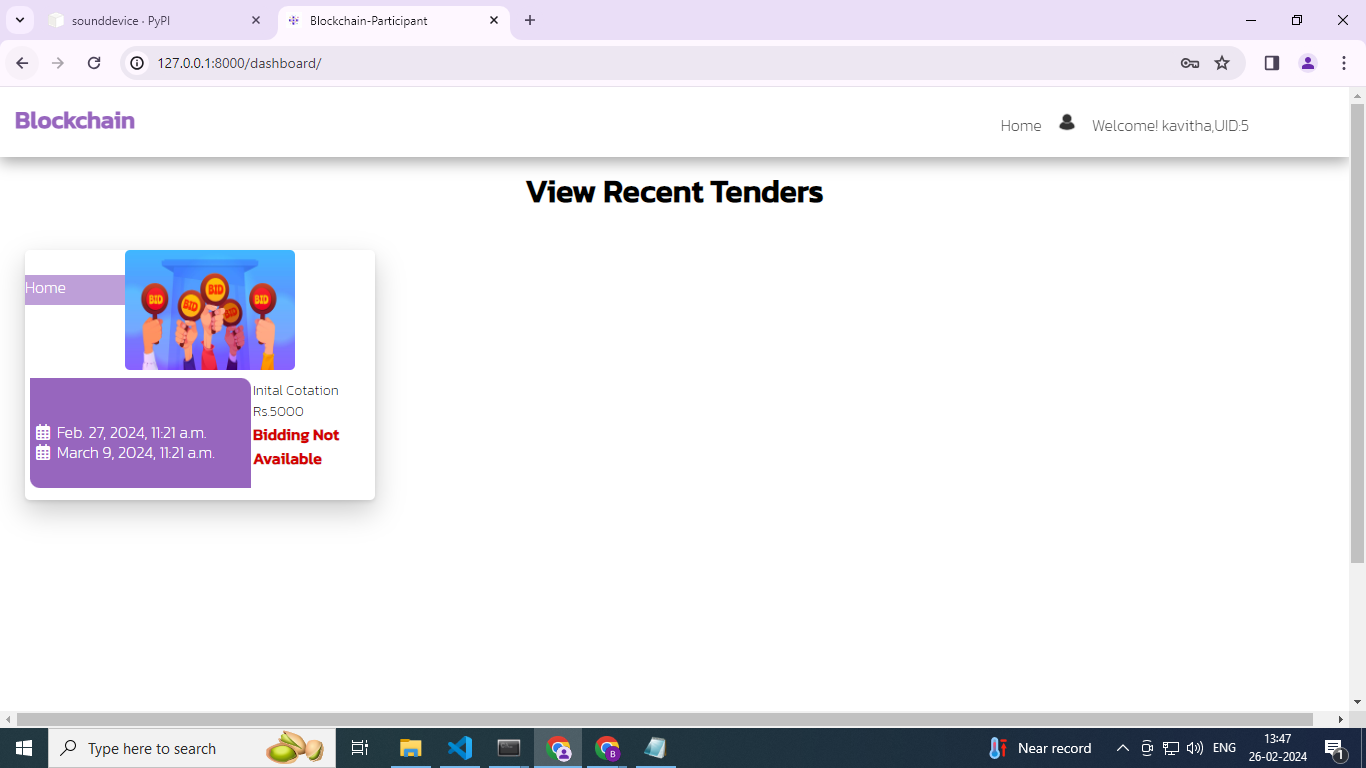 sounddevice · PyPI
Blockchain-Participant
127.0.0.1:8000/dashboard/
Blockchain
Home
Welcome! kavitha,UID:5
View Recent Tenders
Home
BID BID BID BID BID
Inital Cotation
Rs.5000
Bidding Not
Available
Feb. 27, 2024, 11:21 a.m.
March 9, 2024, 11:21 a.m.
Type here to search
B
Near record
ENG
13:47
26-02-2024
1